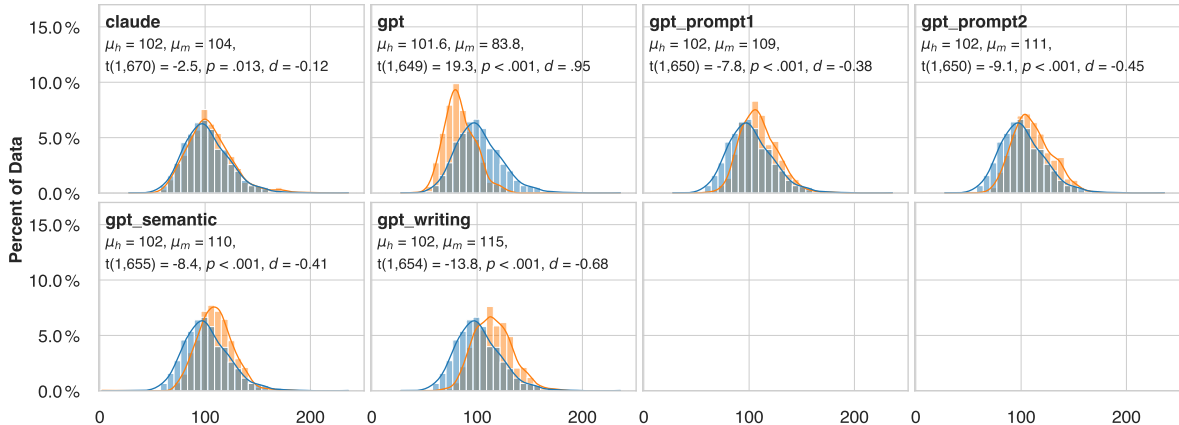 15.0 %
10.0 %
5.0 %
0.0 %
claude
μh = 102, μm = 104,
t(1,670) = -2.5, p = .013, d = -0.12
gpt
μh = 101.6, μm = 83.8,
t(1,649) = 19.3, p < .001, d = .95
gpt_prompt1
μh = 102, μm = 109,
t(1,650) = -7.8, p < .001, d = -0.38
gpt_prompt2
μh = 102, μm = 111,
t(1,650) = -9.1, p < .001, d = -0.45
Percent of Data
15.0 %
10.0 %
5.0 %
0.0 %
gpt_semantic
μh = 102, μm = 110,
t(1,655) = -8.4, p < .001, d = -0.41
gpt_writing
μh = 102, μm = 115,
t(1,654) = -13.8, p < .001, d = -0.68
0 100 200 0 100 200 0 100 200 0 100 200